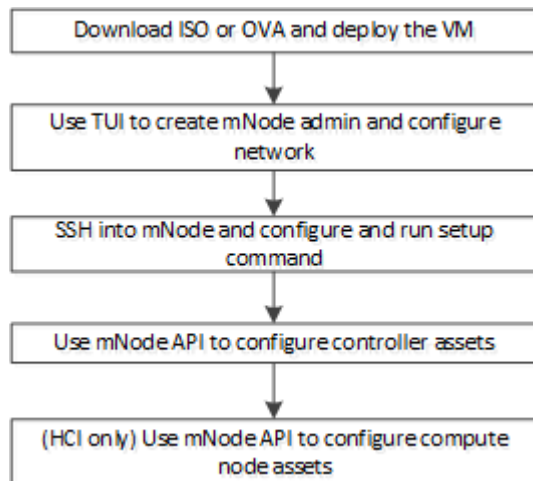 Download ISO or OVA and deploy the VM
Use TUI to create mNode admin and configure
network
SSH into mNode and configure and run setup
command
Use mNode API to configure controller assets
(HCI only) Use mNode API to configure compute
node assets